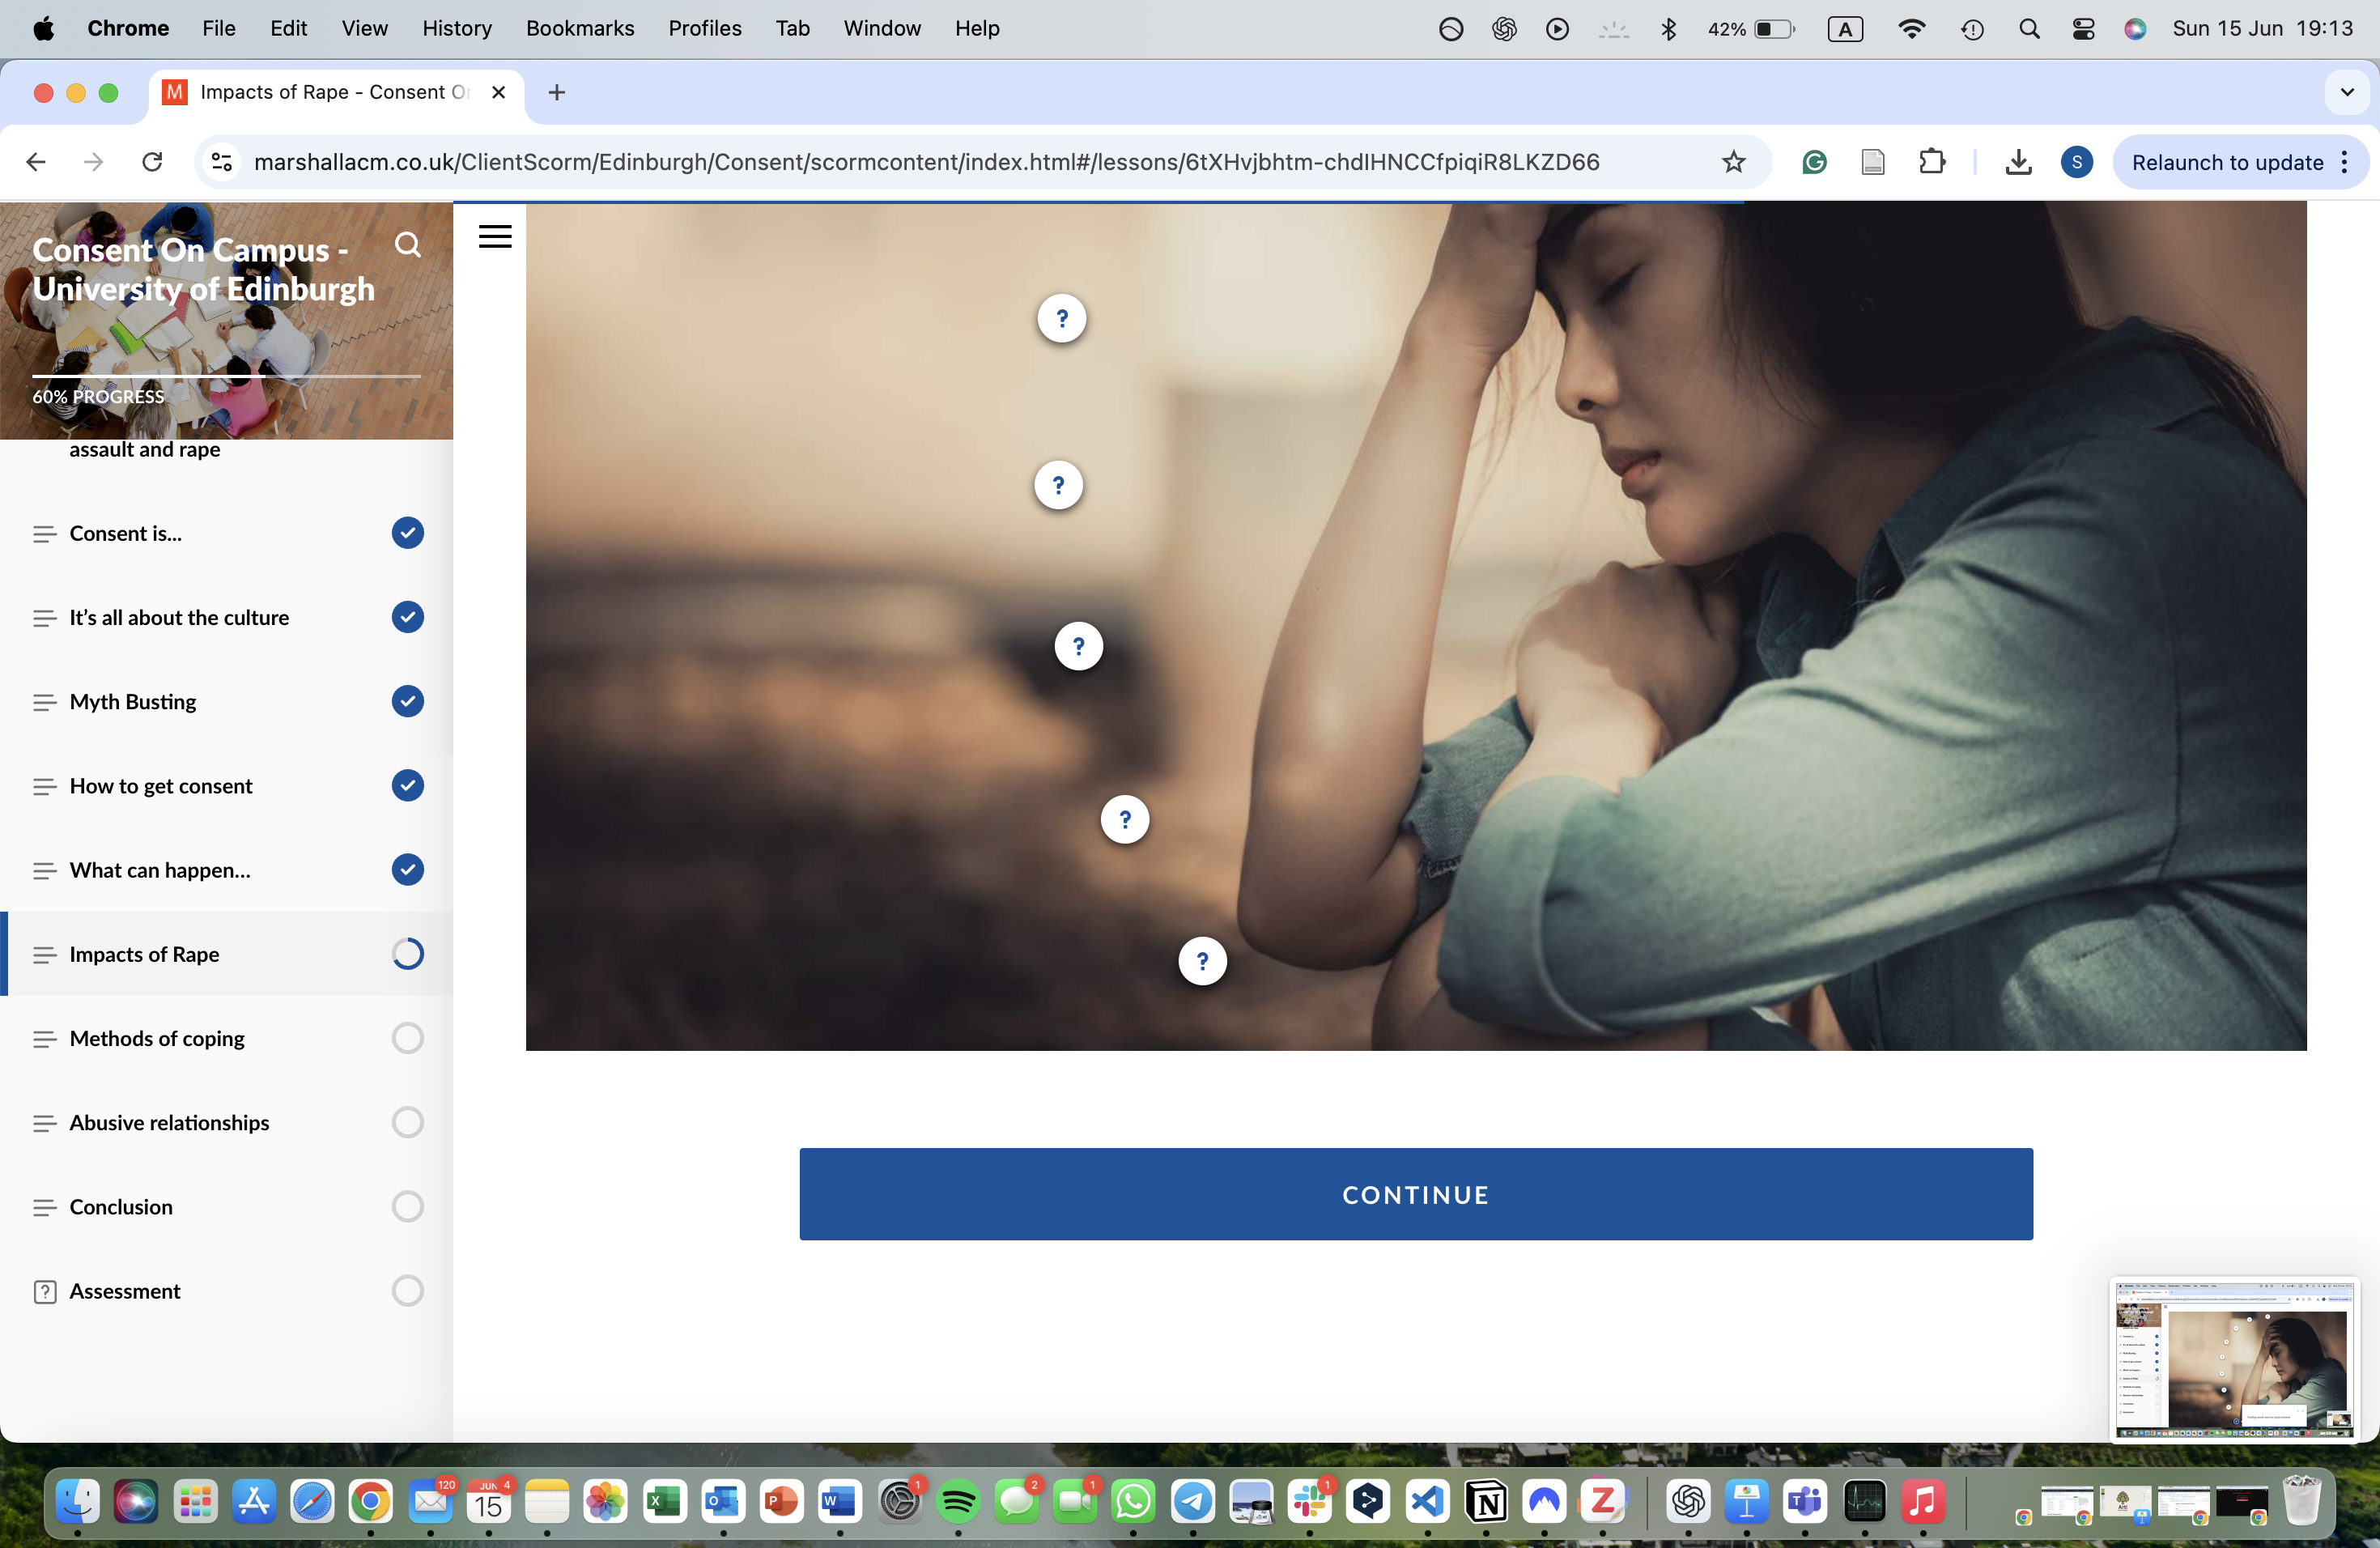 Chrome File Edit View History Bookmarks Profiles Tab Window Help 42% A Sun 15 Jun 19:13
M Impacts of Rape - Consent O
marshallacm.co.uk/ClientScorm/Edinburgh/Consent/scormcontent/index.html#/lessons/6tXHvjbhtm-chdIHNCCfpiqiR8LKZD66 S Relaunch to update
Consent On Campus -
University of Edinburgh
60% PROGRESS
assault and rape
Consent is...
It’s all about the culture
Myth Busting
How to get consent
What can happen...
Impacts of Rape
Methods of coping
Abusive relationships
Conclusion
? Assessment
?
?
?
?
?
CONTINUE
120 JUN 4 1 2 1 1
15 X O P W N Z T